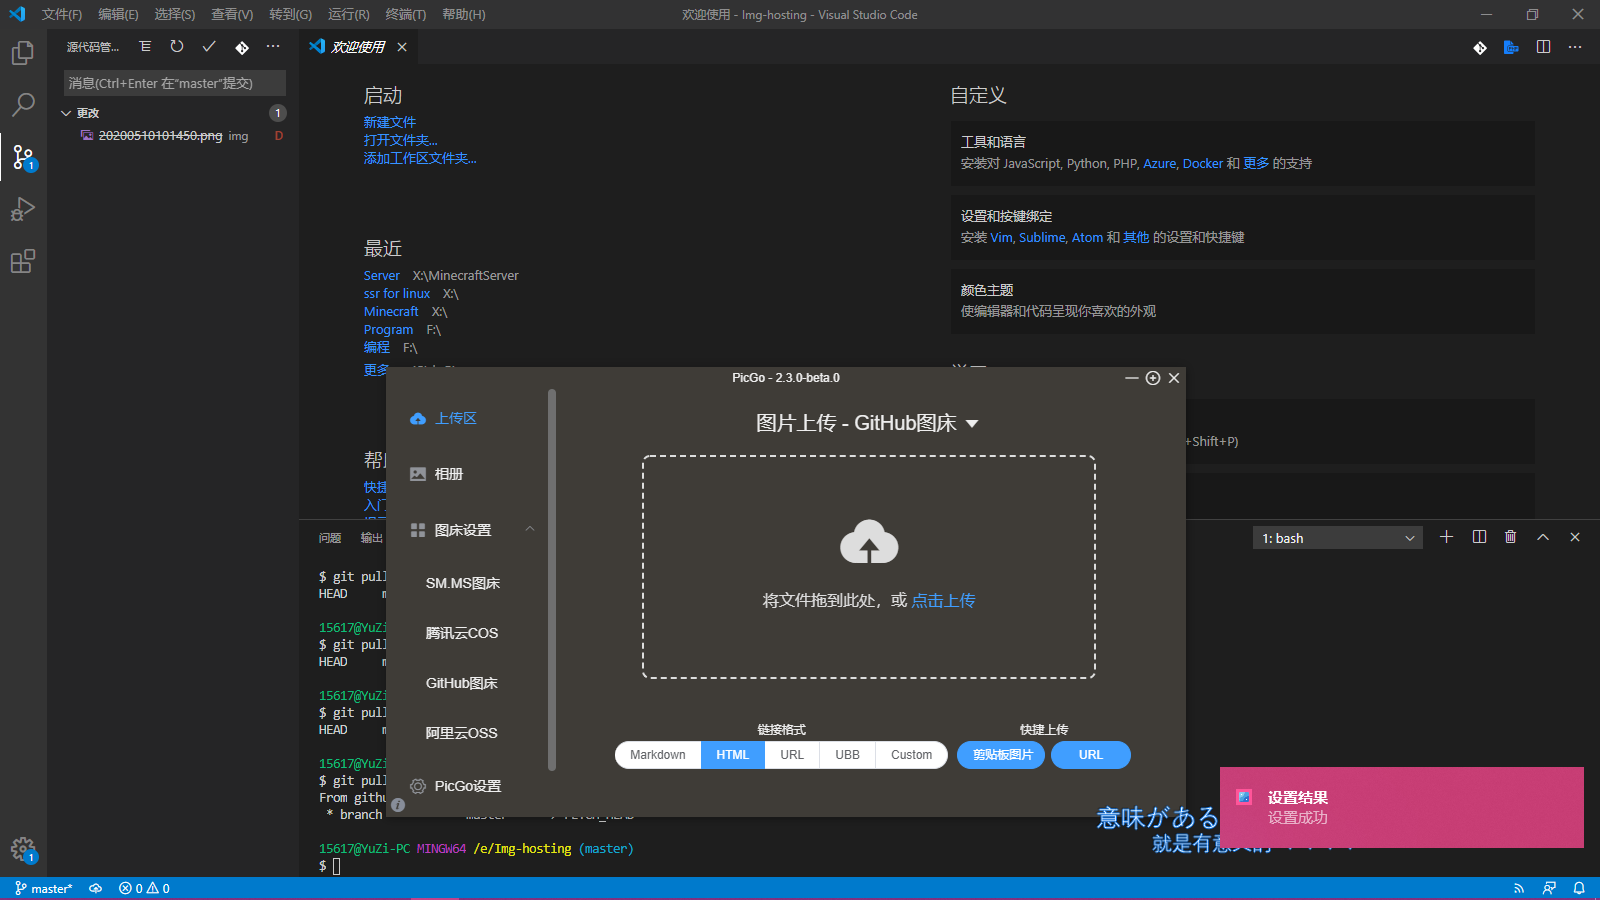 文件(F) 编辑(E) 选择(S) 查看(V) 转到(G) 运行(R) 终端(T) 帮助(H)
欢迎使用 - Img-hosting - Visual Studio Code
源代码管...
消息(Ctrl+Enter 在"master"提交)
更改 1
20200510101450.png img D
1
1
欢迎使用
启动
新建文件
打开文件夹...
添加工作区文件夹...
最近
Server X:\MinecraftServer
ssr for linux X:\
Minecraft X:\
Program F:\
编程 F:\
更多
快捷
入门
自定义
工具和语言
安装对 JavaScript, Python, PHP, Azure, Docker 和 更多 的支持
设置和按键绑定
安装 Vim, Sublime, Atom 和 其他 的设置和快捷键
颜色主题
使编辑器和代码呈现你喜欢的外观
+Shift+P)
PicGo - 2.3.0-beta.0
上传区
相册
图床设置
SM.MS图床
腾讯云COS
GitHub图床
阿里云OSS
PicGo设置
图片上传 - GitHub图床
将文件拖到此处，或 点击上传
链接格式
Markdown HTML URL UBB Custom
快捷上传
剪贴板图片 URL
问题 输出
1: bash
$ git pull
HEAD
15617@YuZi
$ git pull
HEAD
15617@YuZi
$ git pull
HEAD
15617@YuZi
$ git pull
From githu
* branch
15617@YuZi-PC MINGW64 /e/Img-hosting (master)
$
意味がある
就是有意义的
设置结果
设置成功
master* 0 0